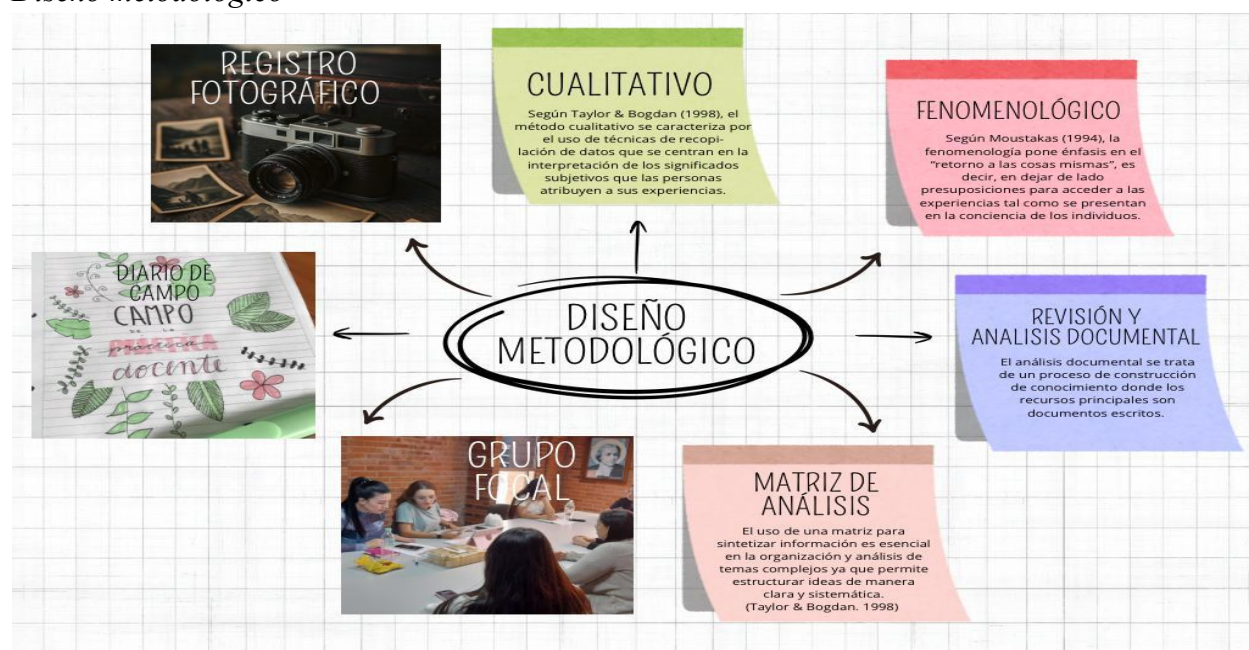 Diseño metodológico
REGISTRO
FOTOGRÁFICO
CUALITATIVO
Según Taylor & Bogdan (1998), el
método cualitativo se caracteriza por
el uso de técnicas de recopi-
lación de datos que se centran en la
interpretación de los significados
subjetivos que las personas
atribuyen a sus experiencias.
FENOMENOLÓGICO
Según Moustakas (1994), la
fenomenología pone énfasis en el
"retorno a las cosas mismas", es
decir, en dejar de lado
presuposiciones para acceder a las
experiencias tal como se presentan
en la conciencia de los individuos.
DIARIO DE
CAMPO
CAMPO
DE LA
práctica
docente
DISEÑO
METODOLÓGICO
REVISIÓN Y
ANALISIS DOCUMENTAL
El análisis documental se trata
de un proceso de construcción
de conocimiento donde los
recursos principales son
documentos escritos.
GRUPO
FOCAL
MATRIZ DE
ANÁLISIS
El uso de una matriz para
sintetizar información es esencial
en la organización y análisis de
temas complejos ya que permite
estructurar ideas de manera
clara y sistemática.
(Taylor & Bogdan. 1998)